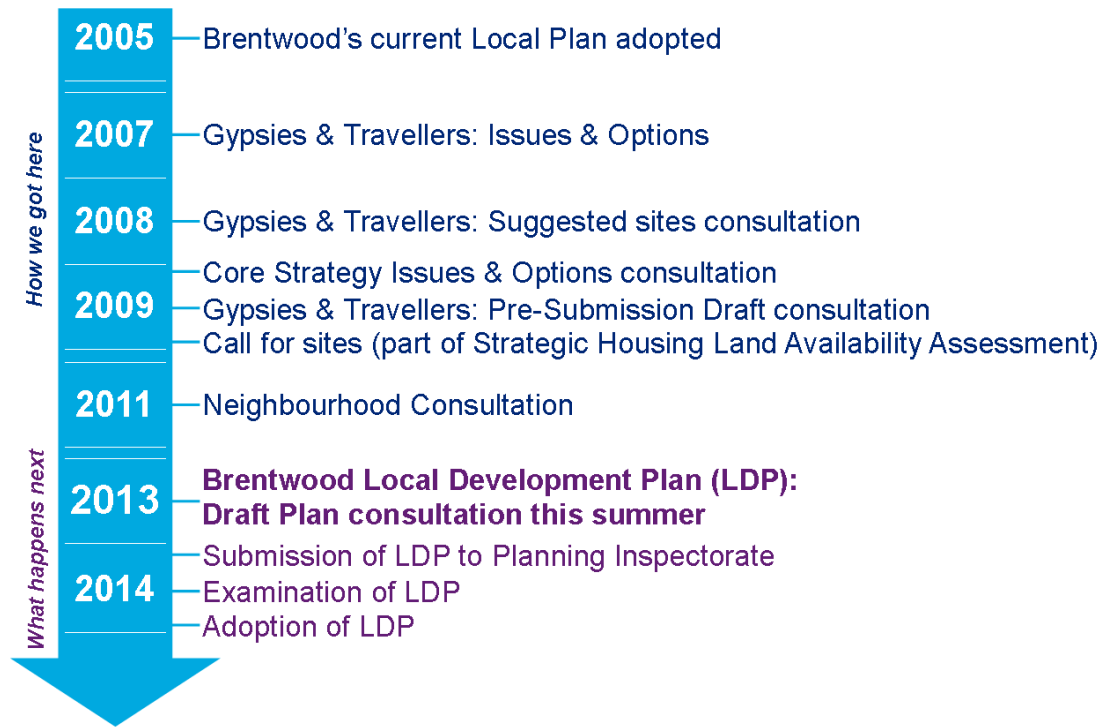 How we got here
2005
Brentwood's current Local Plan adopted
2007
Gypsies & Travellers: Issues & Options
2008
Gypsies & Travellers: Suggested sites consultation
2009
Core Strategy Issues & Options consultation
Gypsies & Travellers: Pre-Submission Draft consultation
Call for sites (part of Strategic Housing Land Availability Assessment)
2011
Neighbourhood Consultation
What happens next
2013
Brentwood Local Development Plan (LDP):
Draft Plan consultation this summer
2014
Submission of LDP to Planning Inspectorate
Examination of LDP
Adoption of LDP